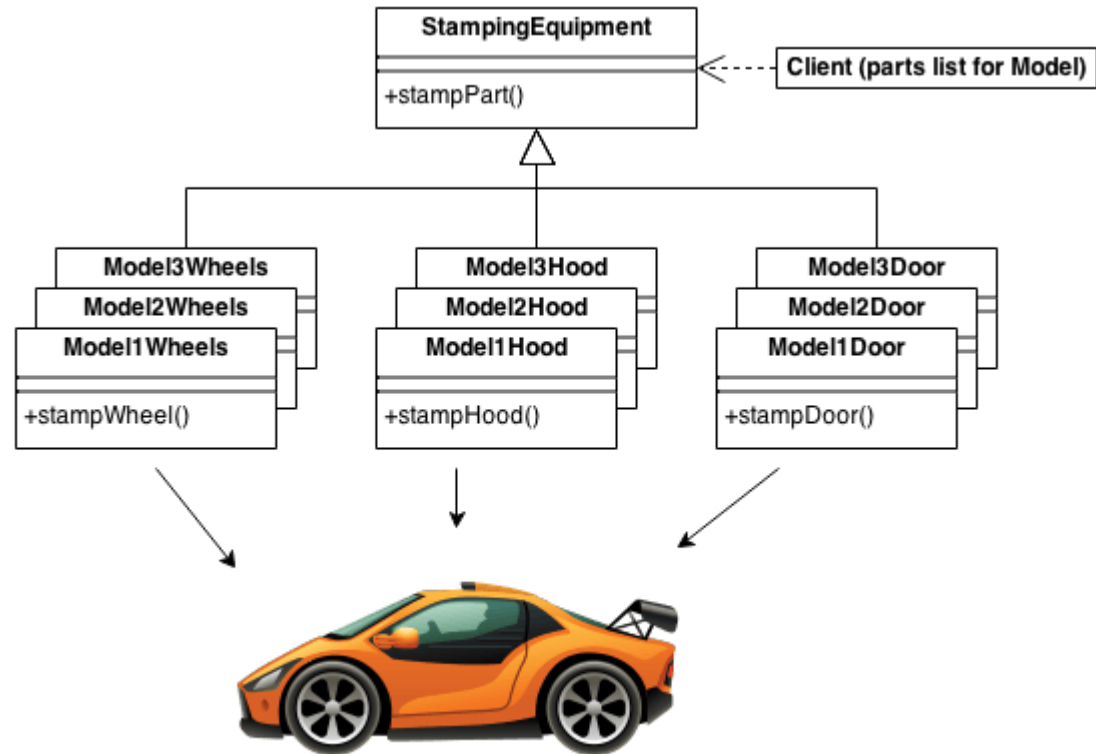 StampingEquipment
+stampPart()
Client (parts list for Model)
Model3Wheels
Model2Wheels
Model1Wheels
+stampWheel()
Model3Hood
Model2Hood
Model1Hood
+stampHood()
Model3Door
Model2Door
Model1Door
+stampDoor()